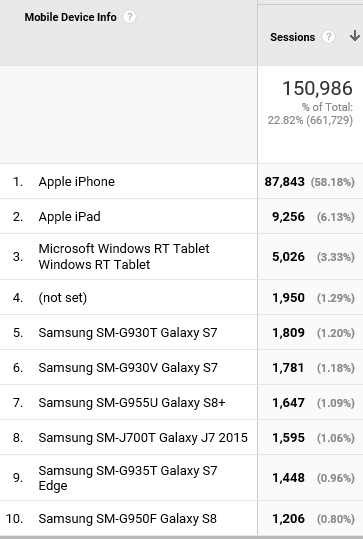 Mobile Device Info ?
Sessions ? ↓
150,986
% of Total:
22.82% (661,729)
1. Apple iPhone 87,843 (58.18%)
2. Apple iPad 9,256 (6.13%)
3. Microsoft Windows RT Tablet
Windows RT Tablet 5,026 (3.33%)
4. (not set) 1,950 (1.29%)
5. Samsung SM-G930T Galaxy S7 1,809 (1.20%)
6. Samsung SM-G930V Galaxy S7 1,781 (1.18%)
7. Samsung SM-G955U Galaxy S8+ 1,647 (1.09%)
8. Samsung SM-J700T Galaxy J7 2015 1,595 (1.06%)
9. Samsung SM-G935T Galaxy S7
Edge 1,448 (0.96%)
10. Samsung SM-G950F Galaxy S8 1,206 (0.80%)